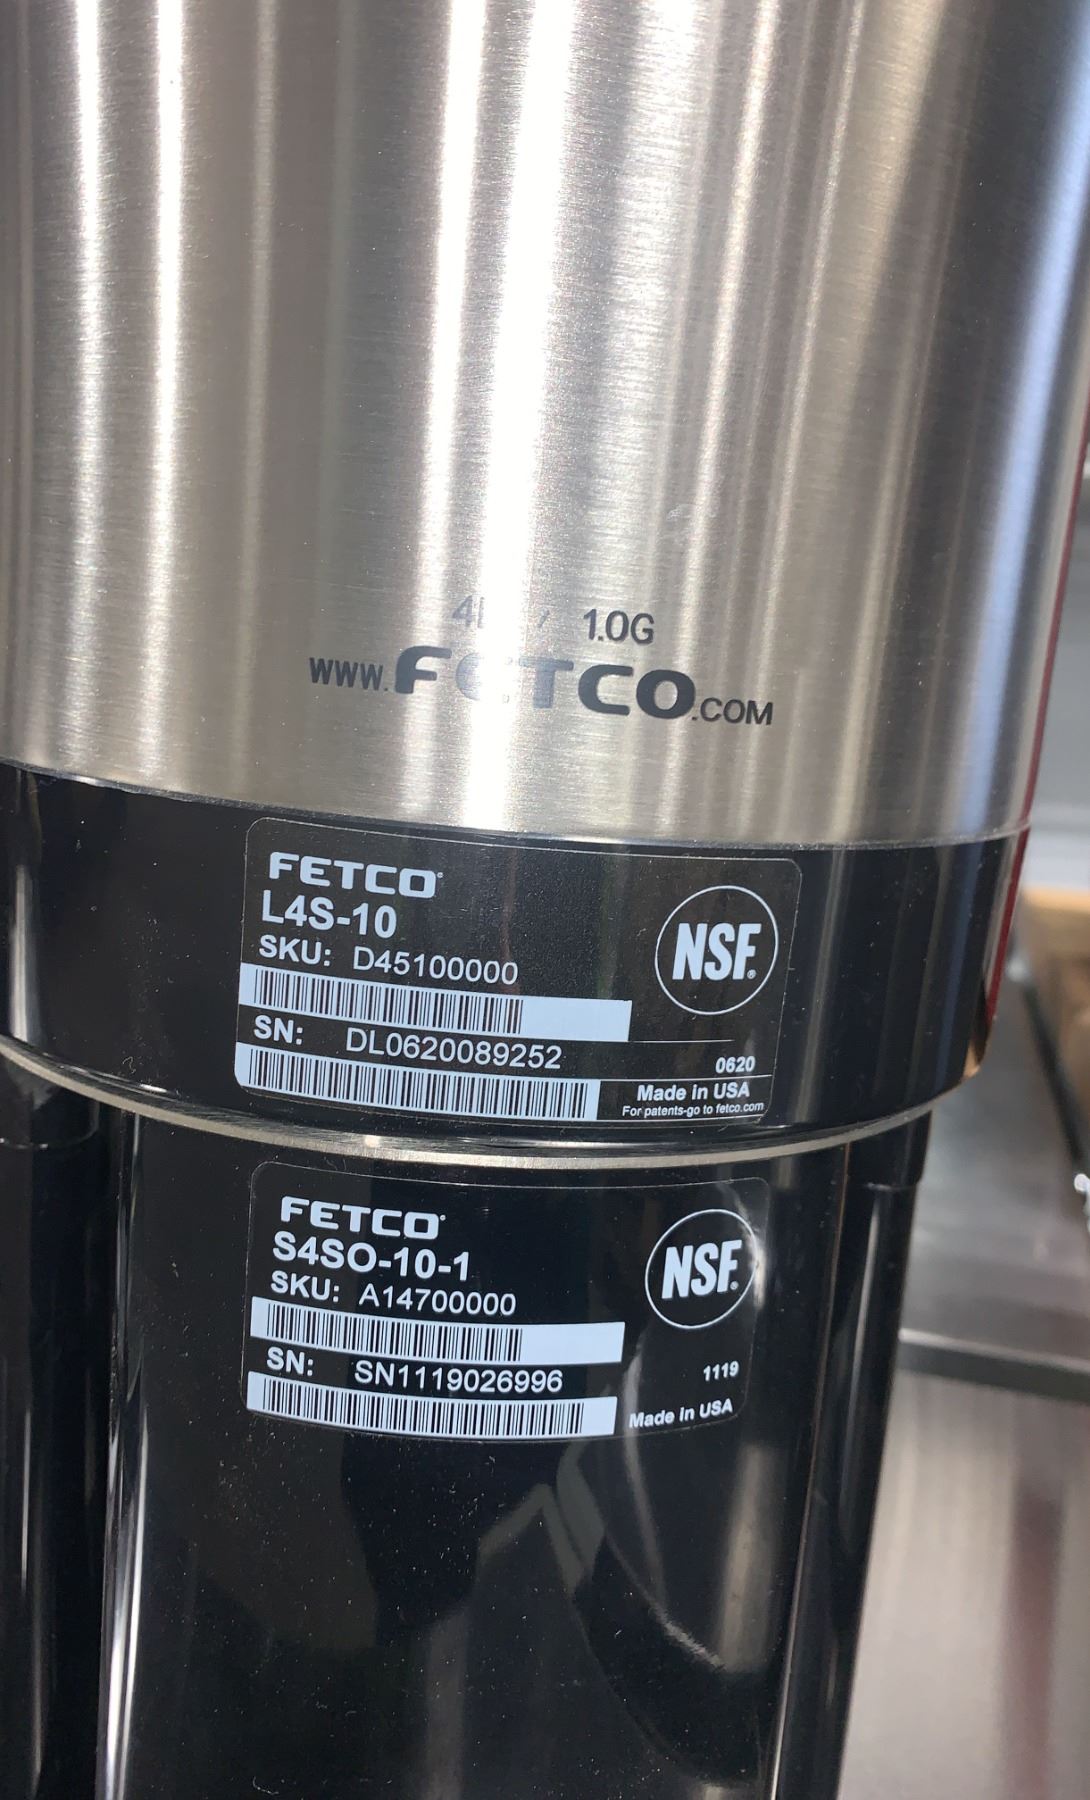 1.0G
www.FETCO.COM
FETCO
L4S-10
NSF
SKU: D45100000
SN: DL0620089252
0620
Made in USA
For patents-go to fetco.com
FETCO
S4SO-10-1
NSF
SKU: A14700000
SN: SN1119026996
1119
Made in USA